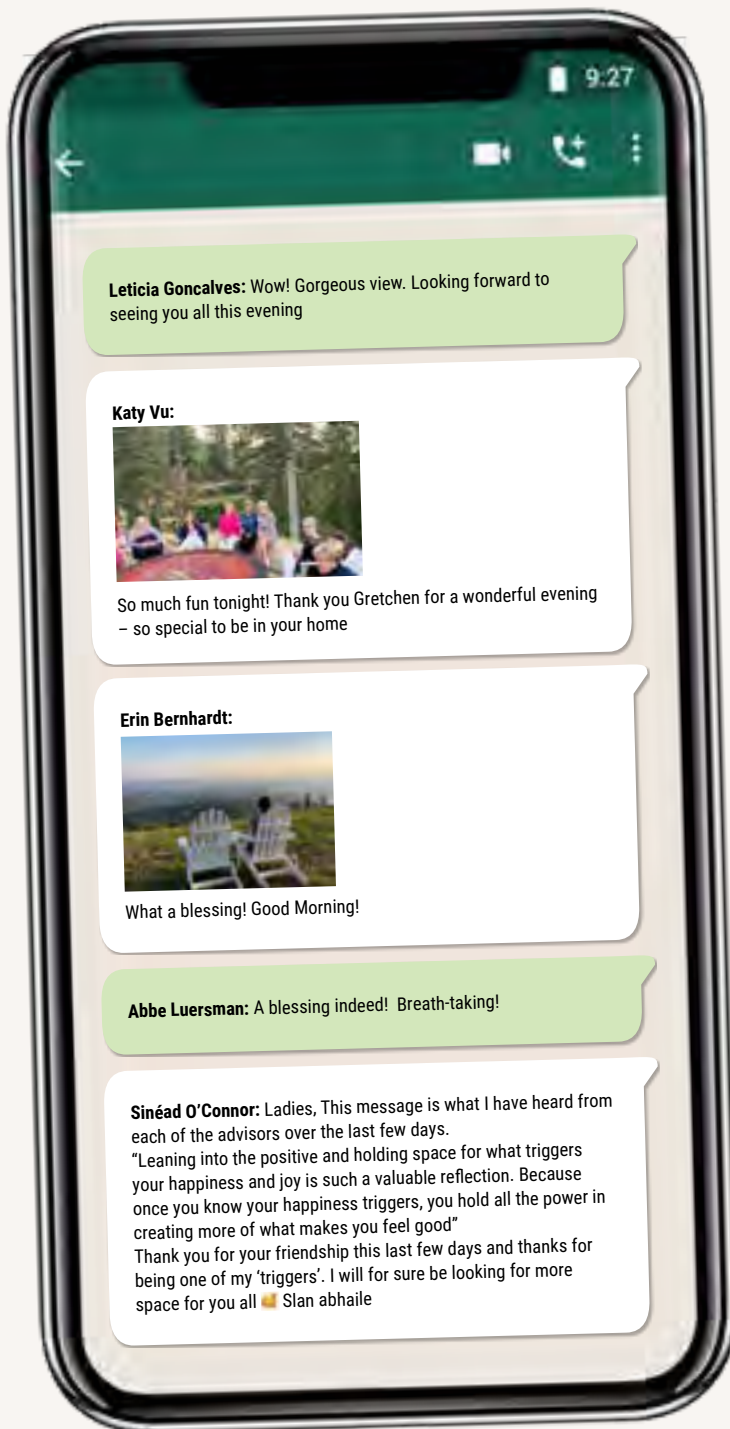 9:27
Leticia Goncalves: Wow! Gorgeous view. Looking forward to
seeing you all this evening
Katy Vu:
So much fun tonight! Thank you Gretchen for a wonderful evening
– so special to be in your home
Erin Bernhardt:
What a blessing! Good Morning!
Abbe Luersman: A blessing indeed!  Breath-taking!
Sinéad O’Connor: Ladies, This message is what I have heard from
each of the advisors over the last few days.
“Leaning into the positive and holding space for what triggers
your happiness and joy is such a valuable reflection. Because
once you know your happiness triggers, you hold all the power in
creating more of what makes you feel good”
Thank you for your friendship this last few days and thanks for
being one of my ‘triggers’. I will for sure be looking for more
space for you all 🥰 Slan abhaile